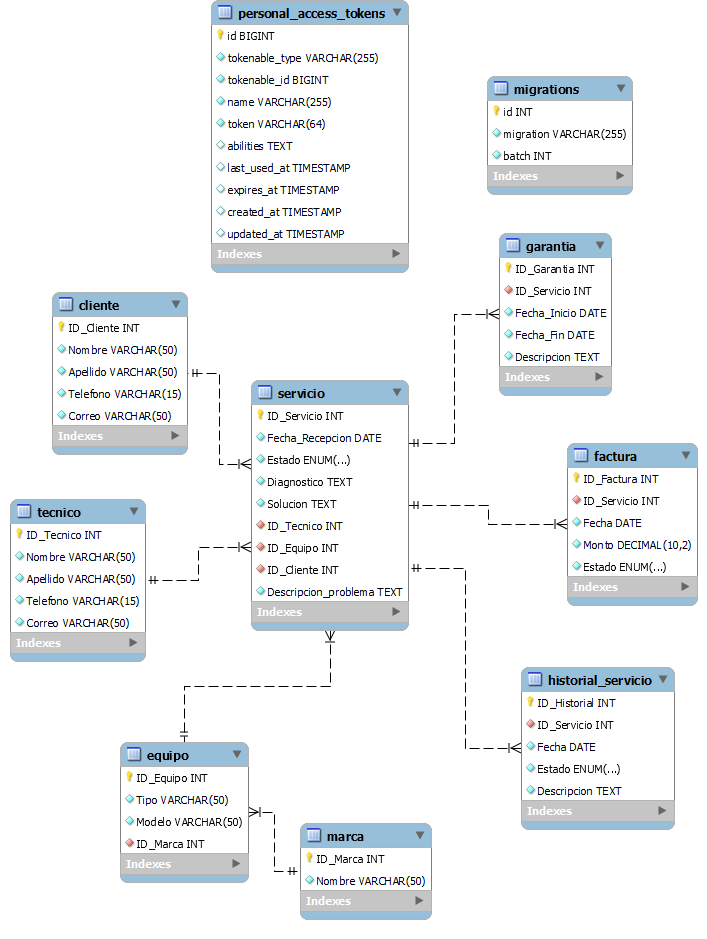 personal_access_tokens
id BIGINT
tokenable_type VARCHAR(255)
tokenable_id BIGINT
name VARCHAR(255)
token VARCHAR(64)
abilities TEXT
last_used_at TIMESTAMP
expires_at TIMESTAMP
created_at TIMESTAMP
updated_at TIMESTAMP
Indexes
migrations
id INT
migration VARCHAR(255)
batch INT
Indexes
garantia
ID_Garantia INT
ID_Servicio INT
Fecha_Inicio DATE
Fecha_Fin DATE
Descripcion TEXT
Indexes
cliente
ID_Cliente INT
Nombre VARCHAR(50)
Apellido VARCHAR(50)
Telefono VARCHAR(15)
Correo VARCHAR(50)
Indexes
servicio
ID_Servicio INT
Fecha_Recepcion DATE
Estado ENUM(...)
Diagnostico TEXT
Solucion TEXT
ID_Tecnico INT
ID_Equipo INT
ID_Cliente INT
Descripcion_problema TEXT
Indexes
factura
ID_Factura INT
ID_Servicio INT
Fecha DATE
Monto DECIMAL(10,2)
Estado ENUM(...)
Indexes
tecnico
ID_Tecnico INT
Nombre VARCHAR(50)
Apellido VARCHAR(50)
Telefono VARCHAR(15)
Correo VARCHAR(50)
Indexes
historial_servicio
ID_Historial INT
ID_Servicio INT
Fecha DATE
Estado ENUM(...)
Descripcion TEXT
Indexes
equipo
ID_Equipo INT
Tipo VARCHAR(50)
Modelo VARCHAR(50)
ID_Marca INT
Indexes
marca
ID_Marca INT
Nombre VARCHAR(50)
Indexes